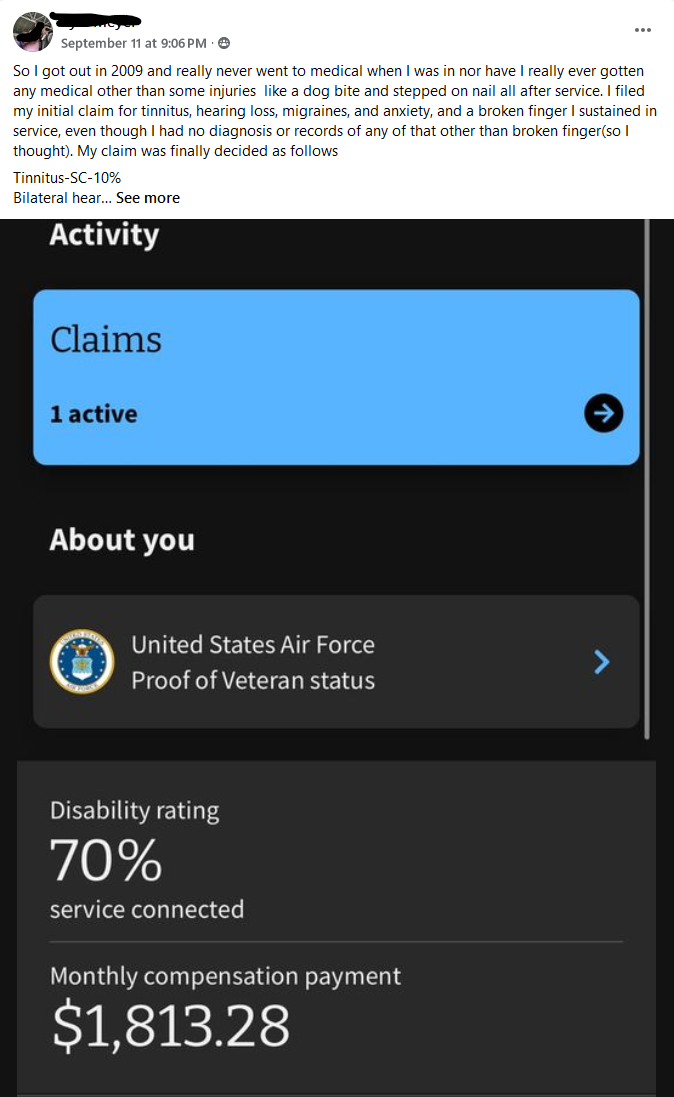 September 11 at 9:06 PM ·
So I got out in 2009 and really never went to medical when I was in nor have I really ever gotten
any medical other than some injuries  like a dog bite and stepped on nail all after service. I filed
my initial claim for tinnitus, hearing loss, migraines, and anxiety, and a broken finger I sustained in
service, even though I had no diagnosis or records of any of that other than broken finger(so I
thought). My claim was finally decided as follows
Tinnitus-SC-10%
Bilateral hear... See more
Activity
Claims
1 active
About you
United States Air Force
Proof of Veteran status
Disability rating
70%
service connected
Monthly compensation payment
$1,813.28